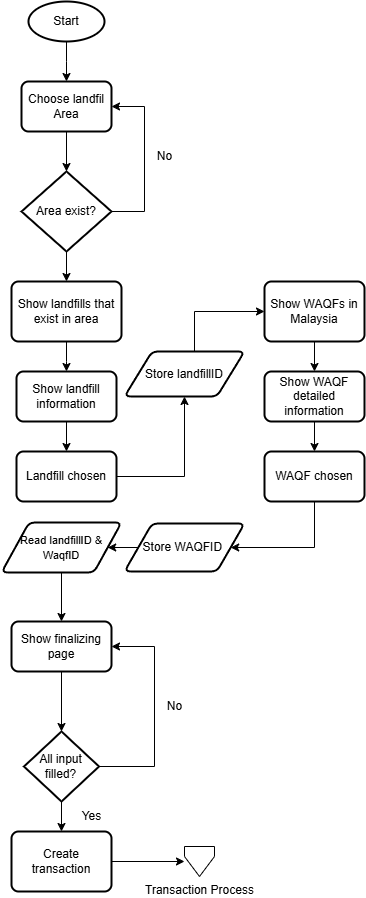 Start
Choose landfil
Area
No
Area exist?
Show landfills that
exist in area
Show WAQFs in
Malaysia
Store landfillID
Show landfill
information
Show WAQF
detailed
information
Landfill chosen
WAQF chosen
Read landfillID &
WaqfID
Store WAQFID
Show finalizing
page
No
All input
filled?
Yes
Create
transaction
Transaction Process